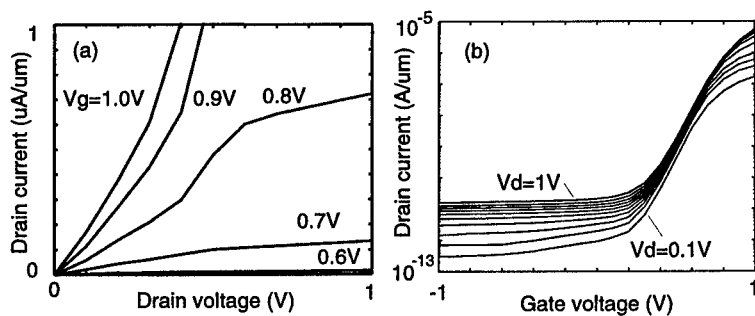 1
(a)
Vg=1.0V
0.9V
0.8V
0.7V
0.6V
Drain current (uA/um)
0
0
1
Drain voltage (V)
10-5
(b)
Vd=1V
Vd=0.1V
Drain current (A/um)
10-13
-1
1
Gate voltage (V)